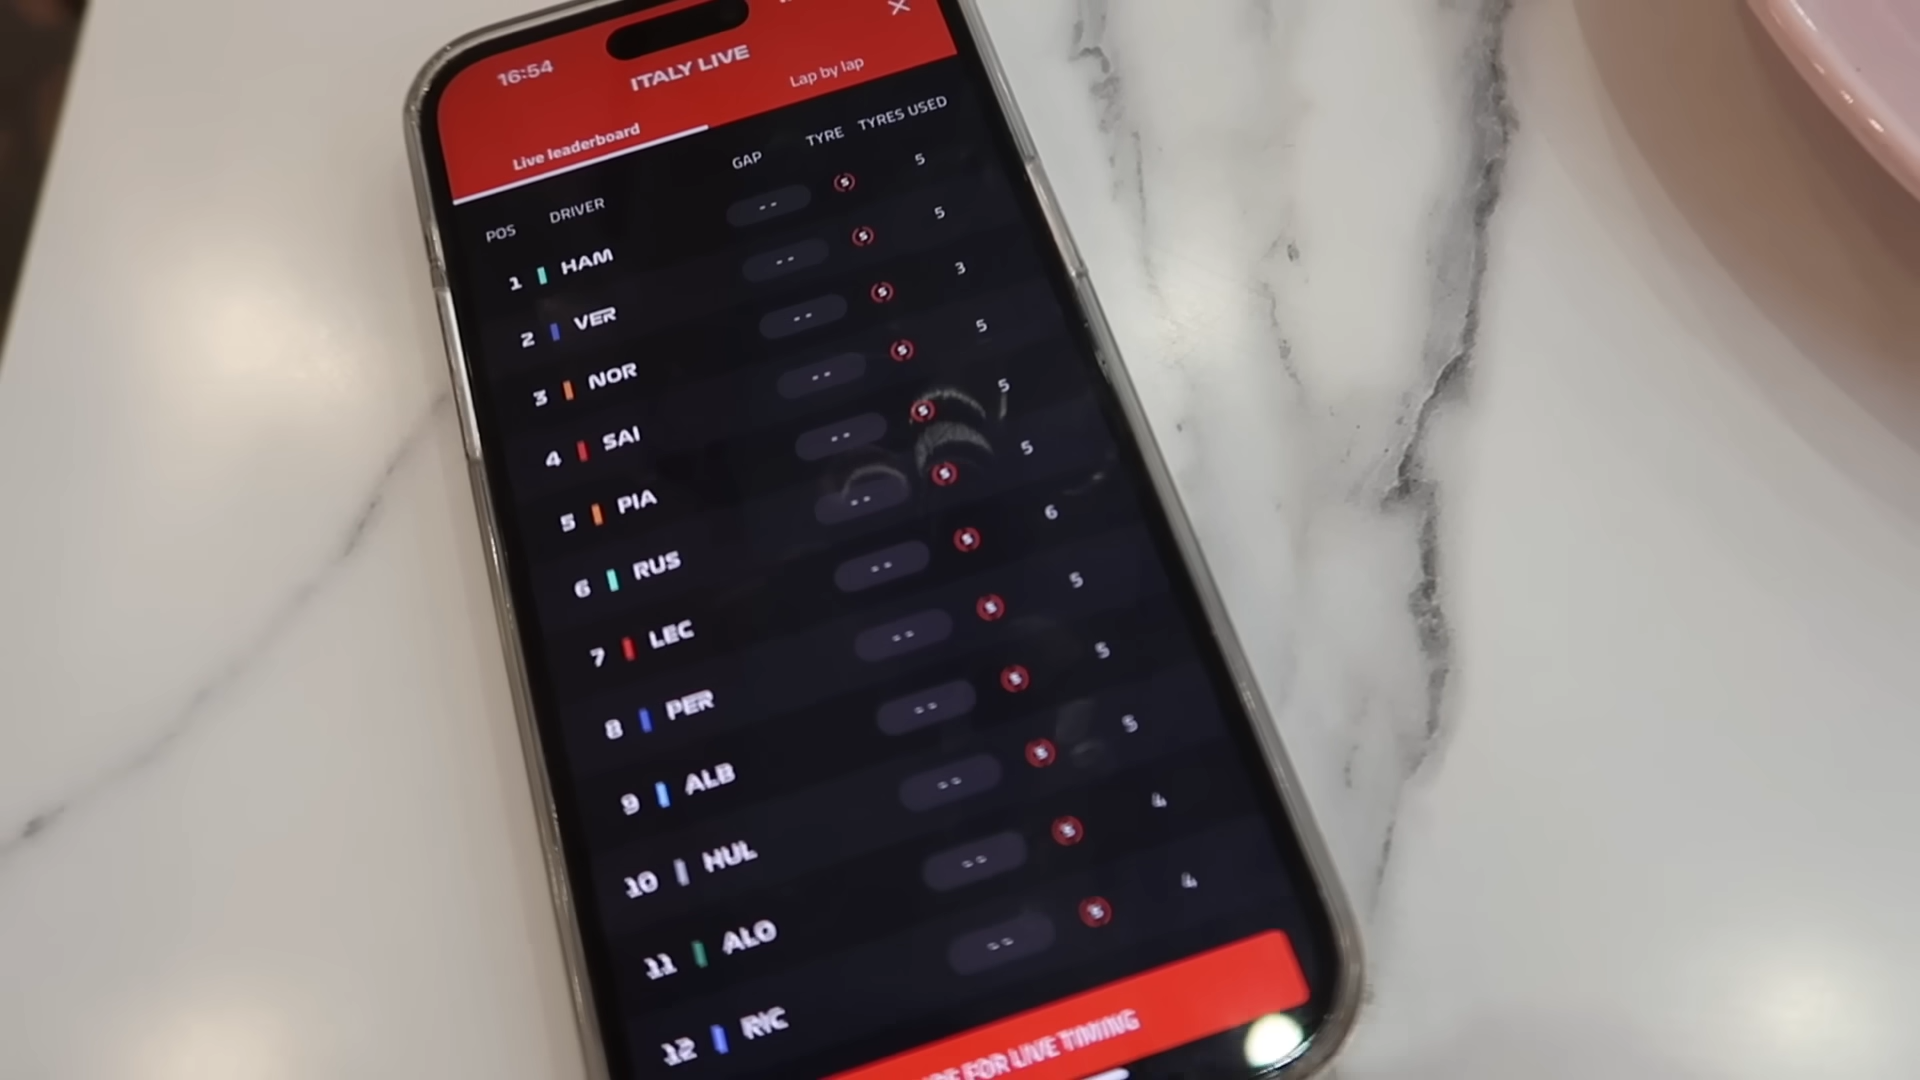 16:54
ITALY LIVE
Live leaderboard
Lap by lap
POS DRIVER GAP TYRE TYRES USED
1 HAM -- S 5
2 VER -- S 5
3 NOR -- S 3
4 SAI -- S 5
5 PIA -- S 5
6 RUS -- S 5
7 LEC -- S 6
8 PER -- S 5
9 ALB -- S 5
10 HUL -- S 5
11 ALO -- S 4
12 RIC -- S 4
FOR LIVE TIMING